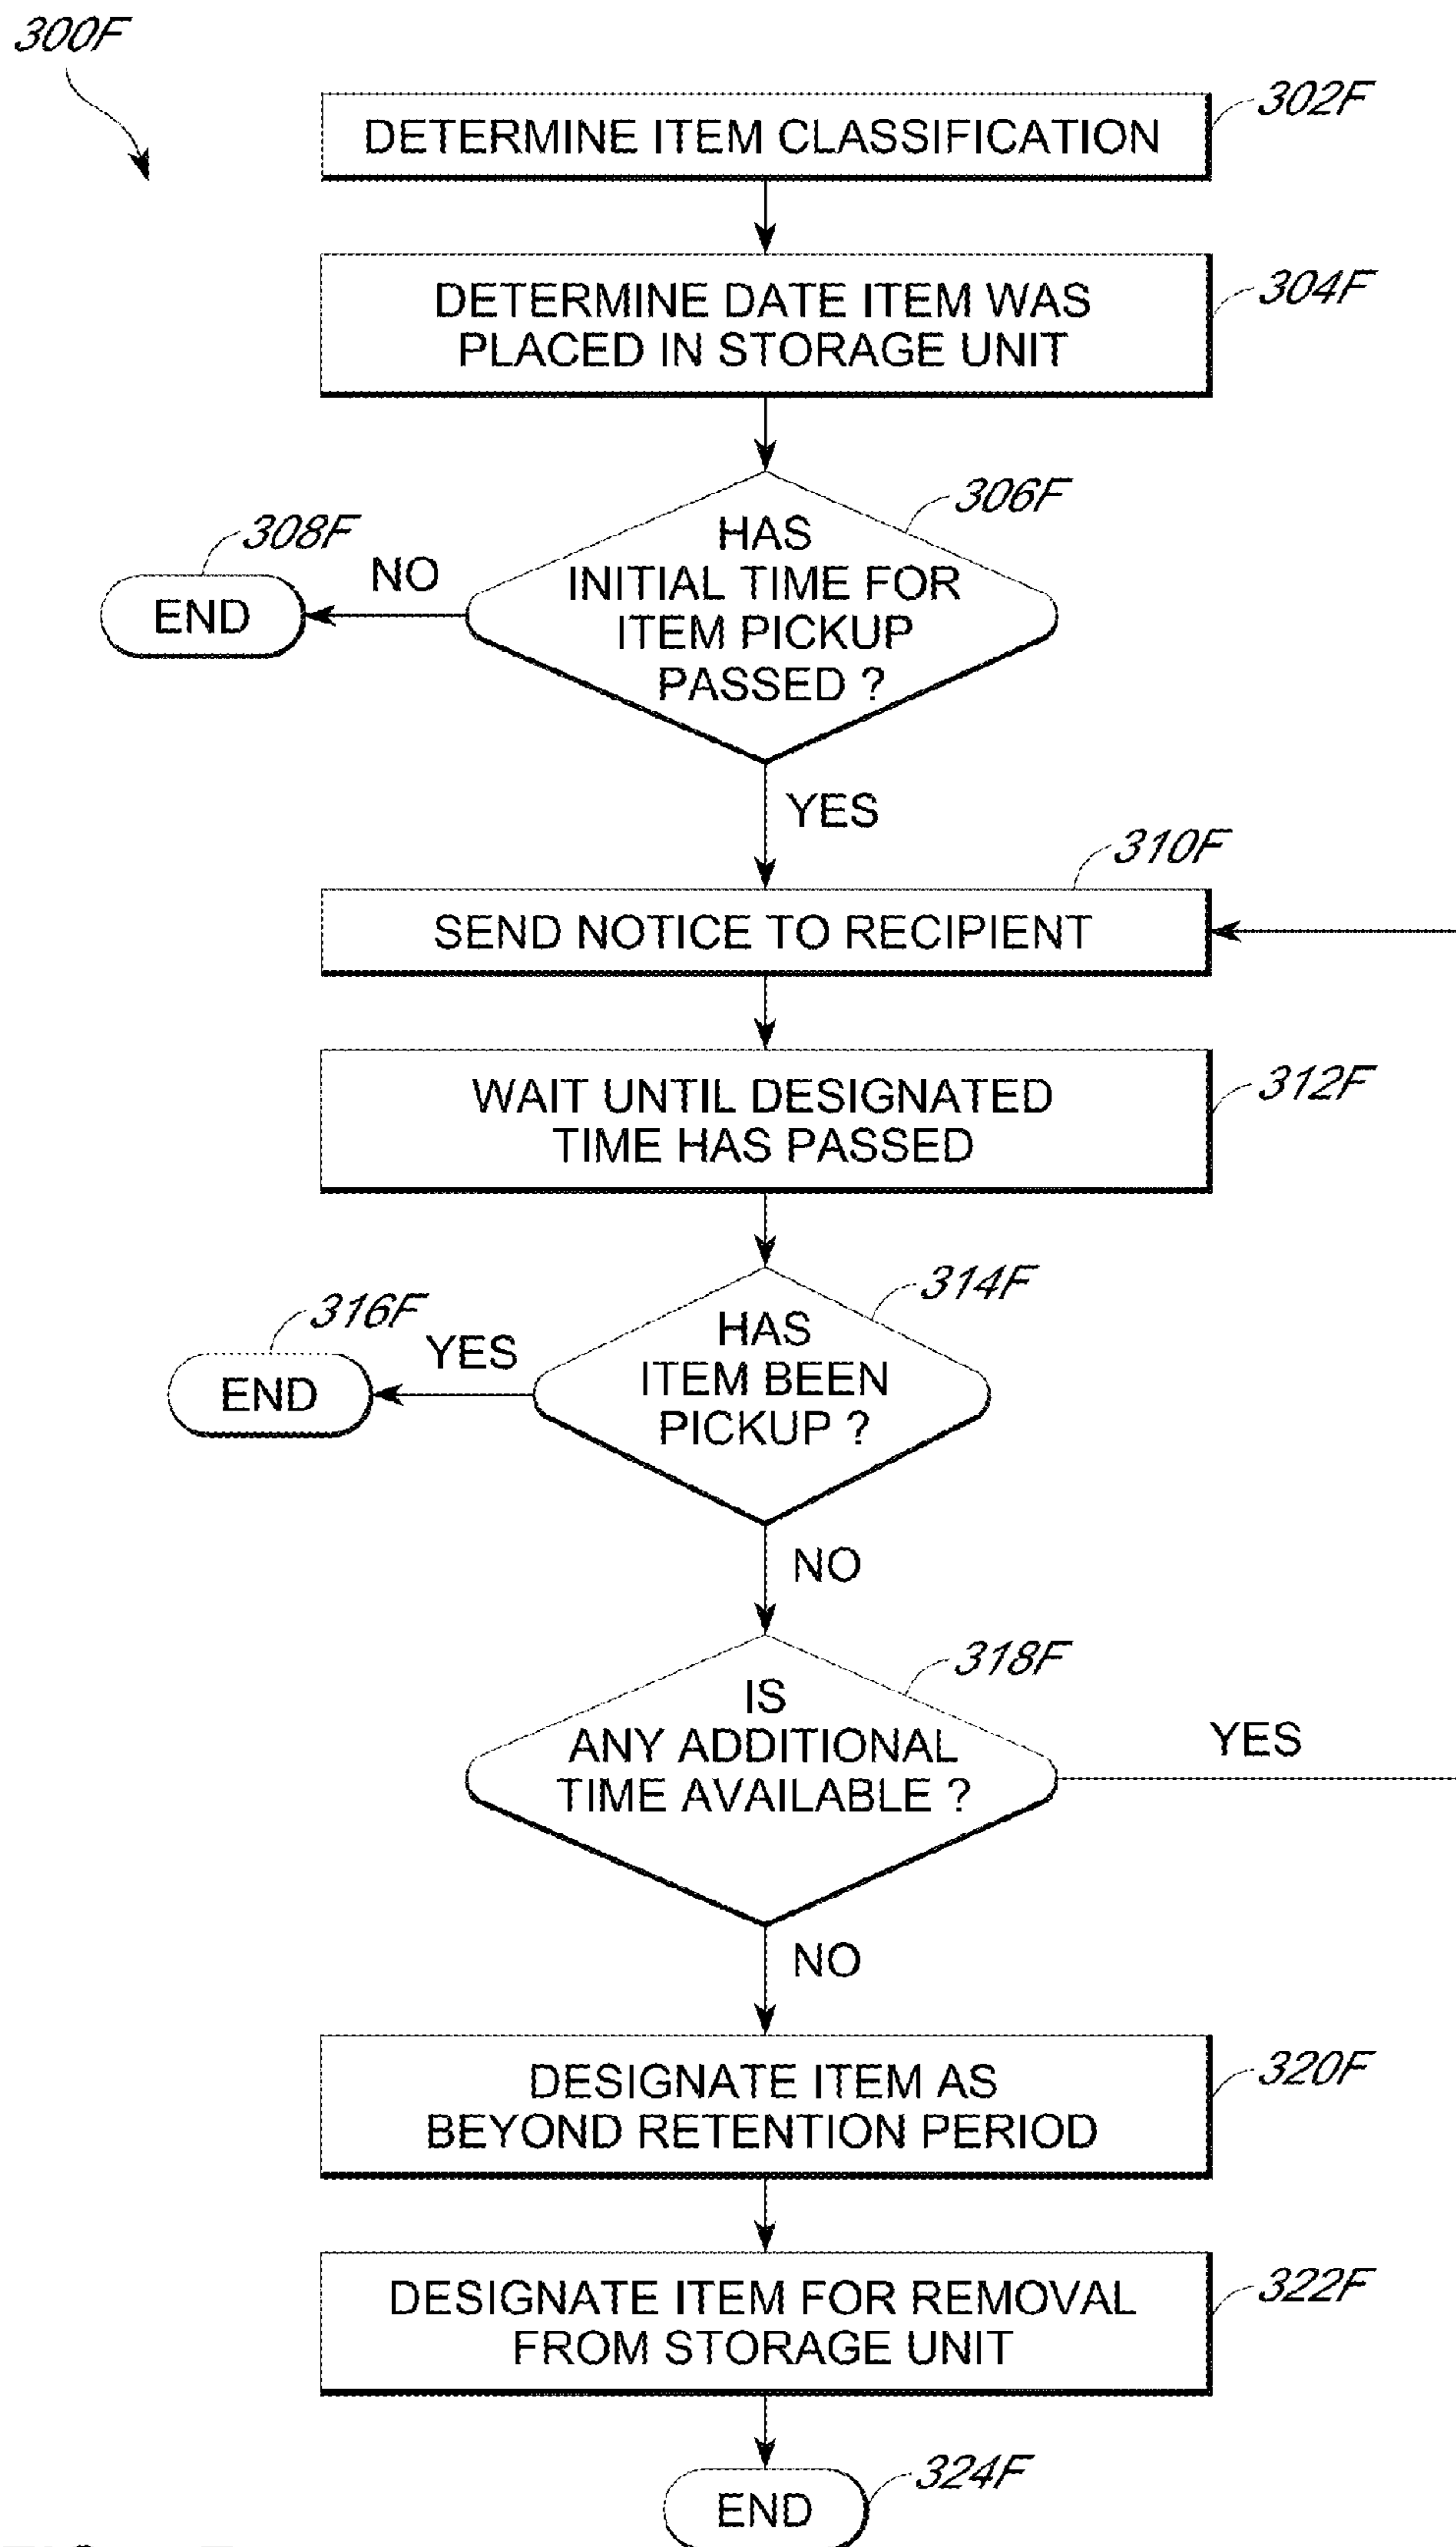 300F
302F
DETERMINE ITEM CLASSIFICATION
304F
DETERMINE DATE ITEM WAS
PLACED IN STORAGE UNIT
306F
HAS
INITIAL TIME FOR
ITEM PICKUP
PASSED ?
308F
NO
END
YES
310F
SEND NOTICE TO RECIPIENT
312F
WAIT UNTIL DESIGNATED
TIME HAS PASSED
314F
HAS
ITEM BEEN
PICKUP ?
316F
YES
END
NO
318F
IS
ANY ADDITIONAL
TIME AVAILABLE ?
YES
NO
320F
DESIGNATE ITEM AS
BEYOND RETENTION PERIOD
322F
DESIGNATE ITEM FOR REMOVAL
FROM STORAGE UNIT
324F
END